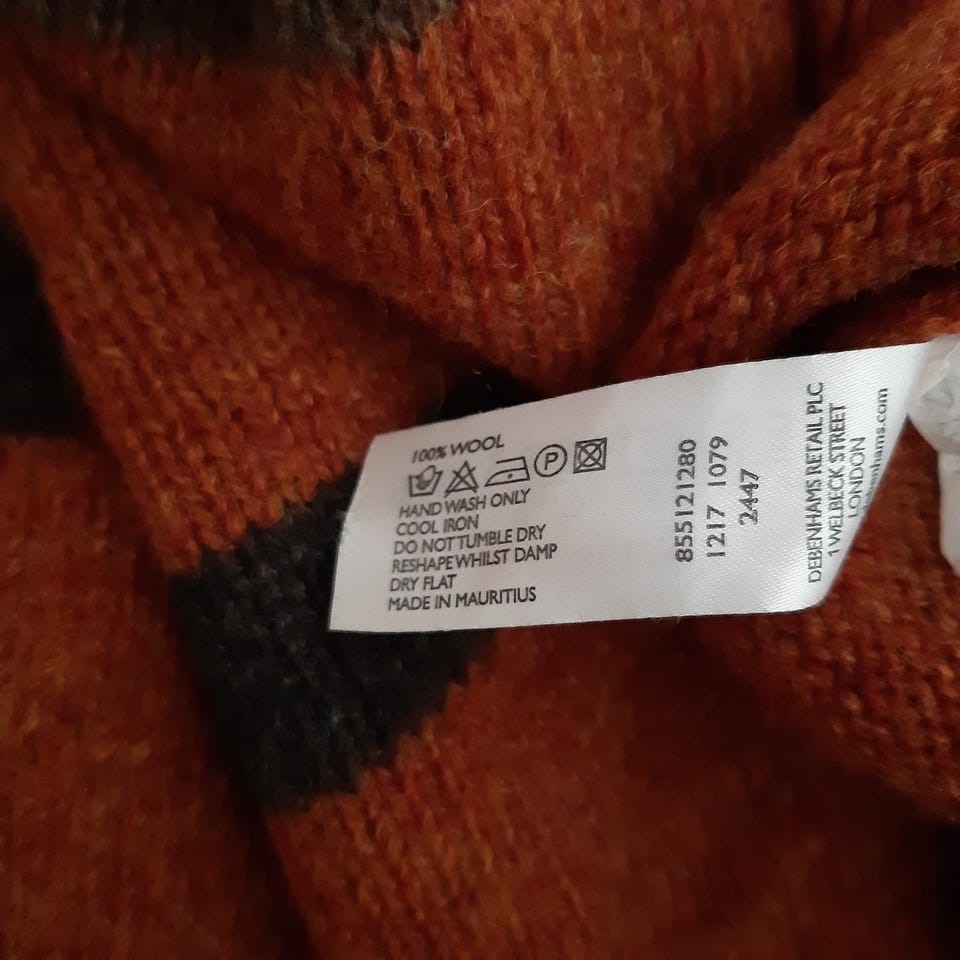 100% WOOL
P
HAND WASH ONLY
COOL IRON
DO NOT TUMBLE DRY
RESHAPE WHILST DAMP
DRY FLAT
MADE IN MAURITIUS
855121280
1217 1079
2447
DEBENHAMS RETAIL PLC
1 WELBECK STREET
LONDON